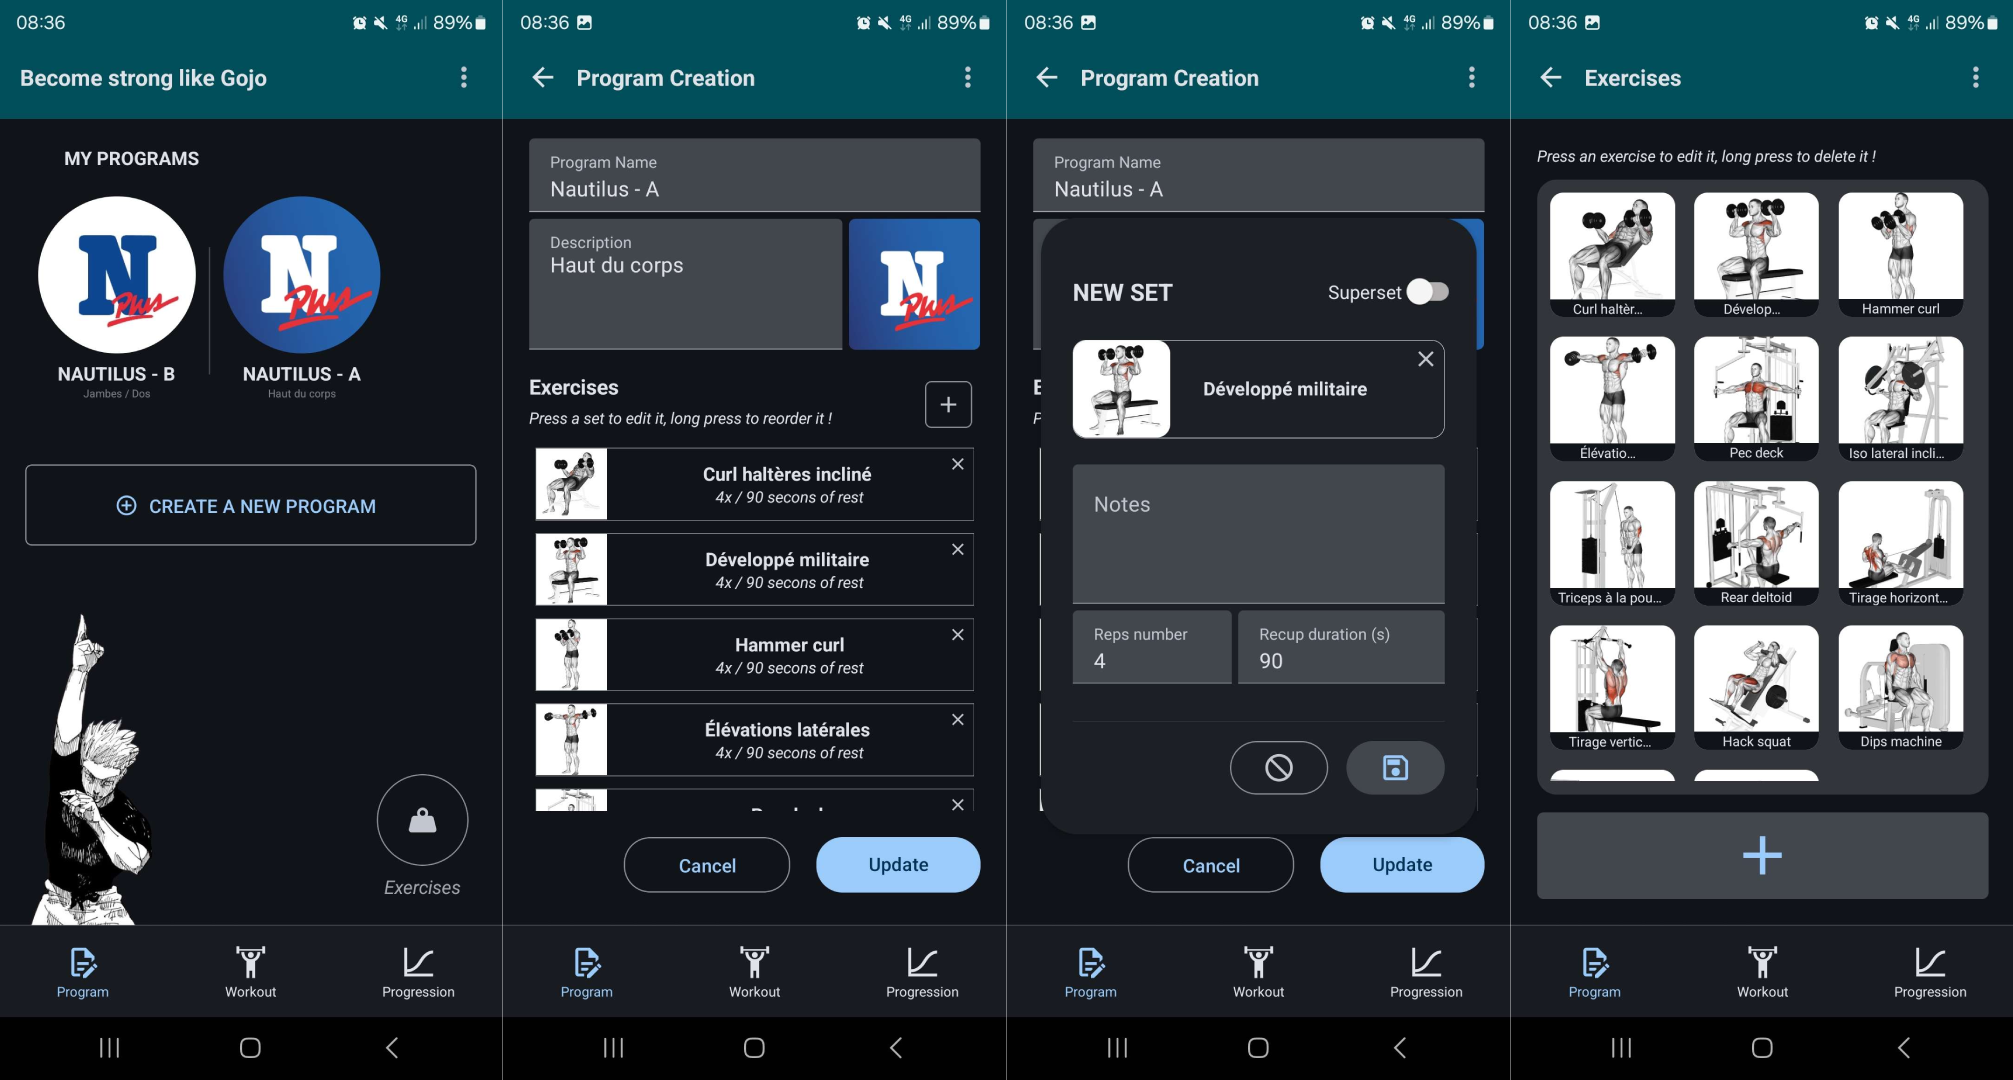 08:36
4G
89%
Become strong like Gojo
MY PROGRAMS
N
Plus
N
Plus
NAUTILUS - B
Jambes / Dos
NAUTILUS - A
Haut du corps
CREATE A NEW PROGRAM
Exercises
Program
Workout
Progression
08:36
4G
89%
Program Creation
Program Name
Nautilus - A
Description
Haut du corps
N
Plus
Exercises
Press a set to edit it, long press to reorder it !
Curl haltères incliné
4x / 90 secons of rest
Développé militaire
4x / 90 secons of rest
Hammer curl
4x / 90 secons of rest
Élévations latérales
4x / 90 secons of rest
Cancel
Update
Program
Workout
Progression
08:36
4G
89%
Program Creation
Program Name
Nautilus - A
NEW SET
Superset
Développé militaire
Notes
Reps number
4
Recup duration (s)
90
Cancel
Update
Program
Workout
Progression
08:36
4G
89%
Exercises
Press an exercise to edit it, long press to delete it !
Curl haltèr...
Dévelop...
Hammer curl
Élévatio...
Pec deck
Iso lateral incli...
Triceps à la pou...
Rear deltoid
Tirage horizont...
Tirage vertic...
Hack squat
Dips machine
Program
Workout
Progression